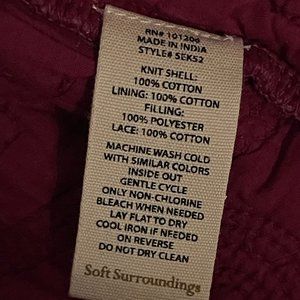 RN# 101206
MADE IN INDIA
STYLE# SEK52
KNIT SHELL:
100% COTTON
LINING: 100% COTTON
FILLING:
100% POLYESTER
LACE: 100% COTTON
MACHINE WASH COLD
WITH SIMILAR COLORS
INSIDE OUT
GENTLE CYCLE
ONLY NON-CHLORINE
BLEACH WHEN NEEDED
LAY FLAT TO DRY
COOL IRON IF NEEDED
ON REVERSE
DO NOT DRY CLEAN
Soft Surroundings